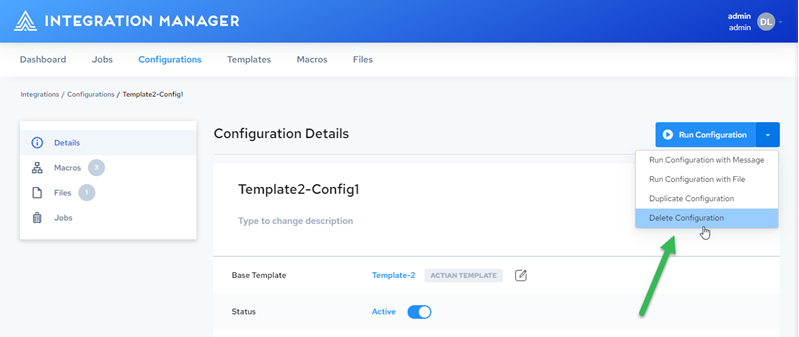 INTEGRATION MANAGER
admin
admin
DL
Dashboard Jobs Configurations Templates Macros Files
Integrations / Configurations / Template2-Config1
Details
Macros 3
Files 1
Jobs
Configuration Details
Run Configuration
Run Configuration with Message
Run Configuration with File
Duplicate Configuration
Delete Configuration
Template2-Config1
Type to change description
Base Template Template-2 ACTIAN TEMPLATE
Status Active